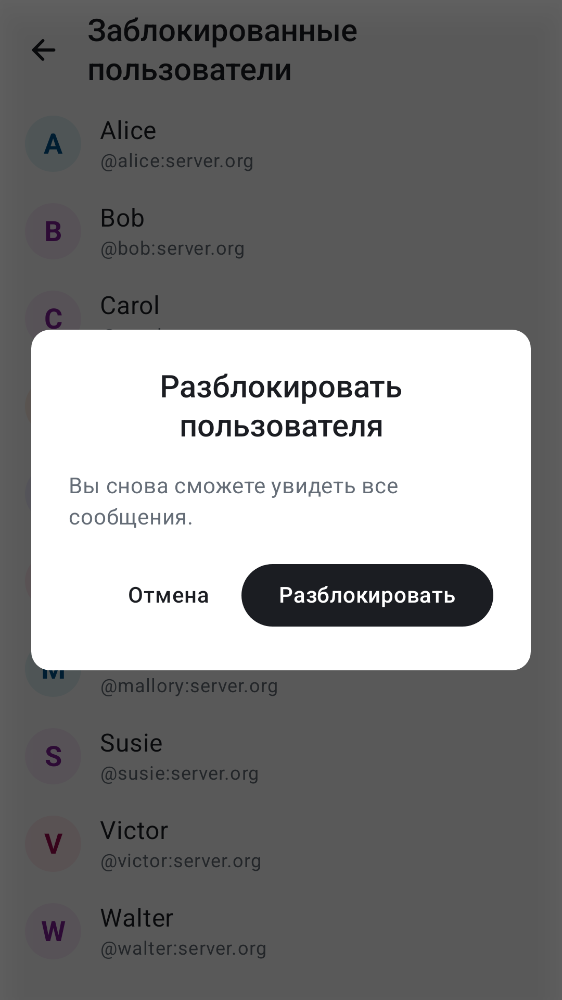 Заблокированные
пользователи
A
Alice
@alice:server.org
B
Bob
@bob:server.org
C
Carol
Разблокировать
пользователя
Вы снова сможете увидеть все
сообщения.
Отмена
Разблокировать
M
@mallory:server.org
S
Susie
@susie:server.org
V
Victor
@victor:server.org
W
Walter
@walter:server.org